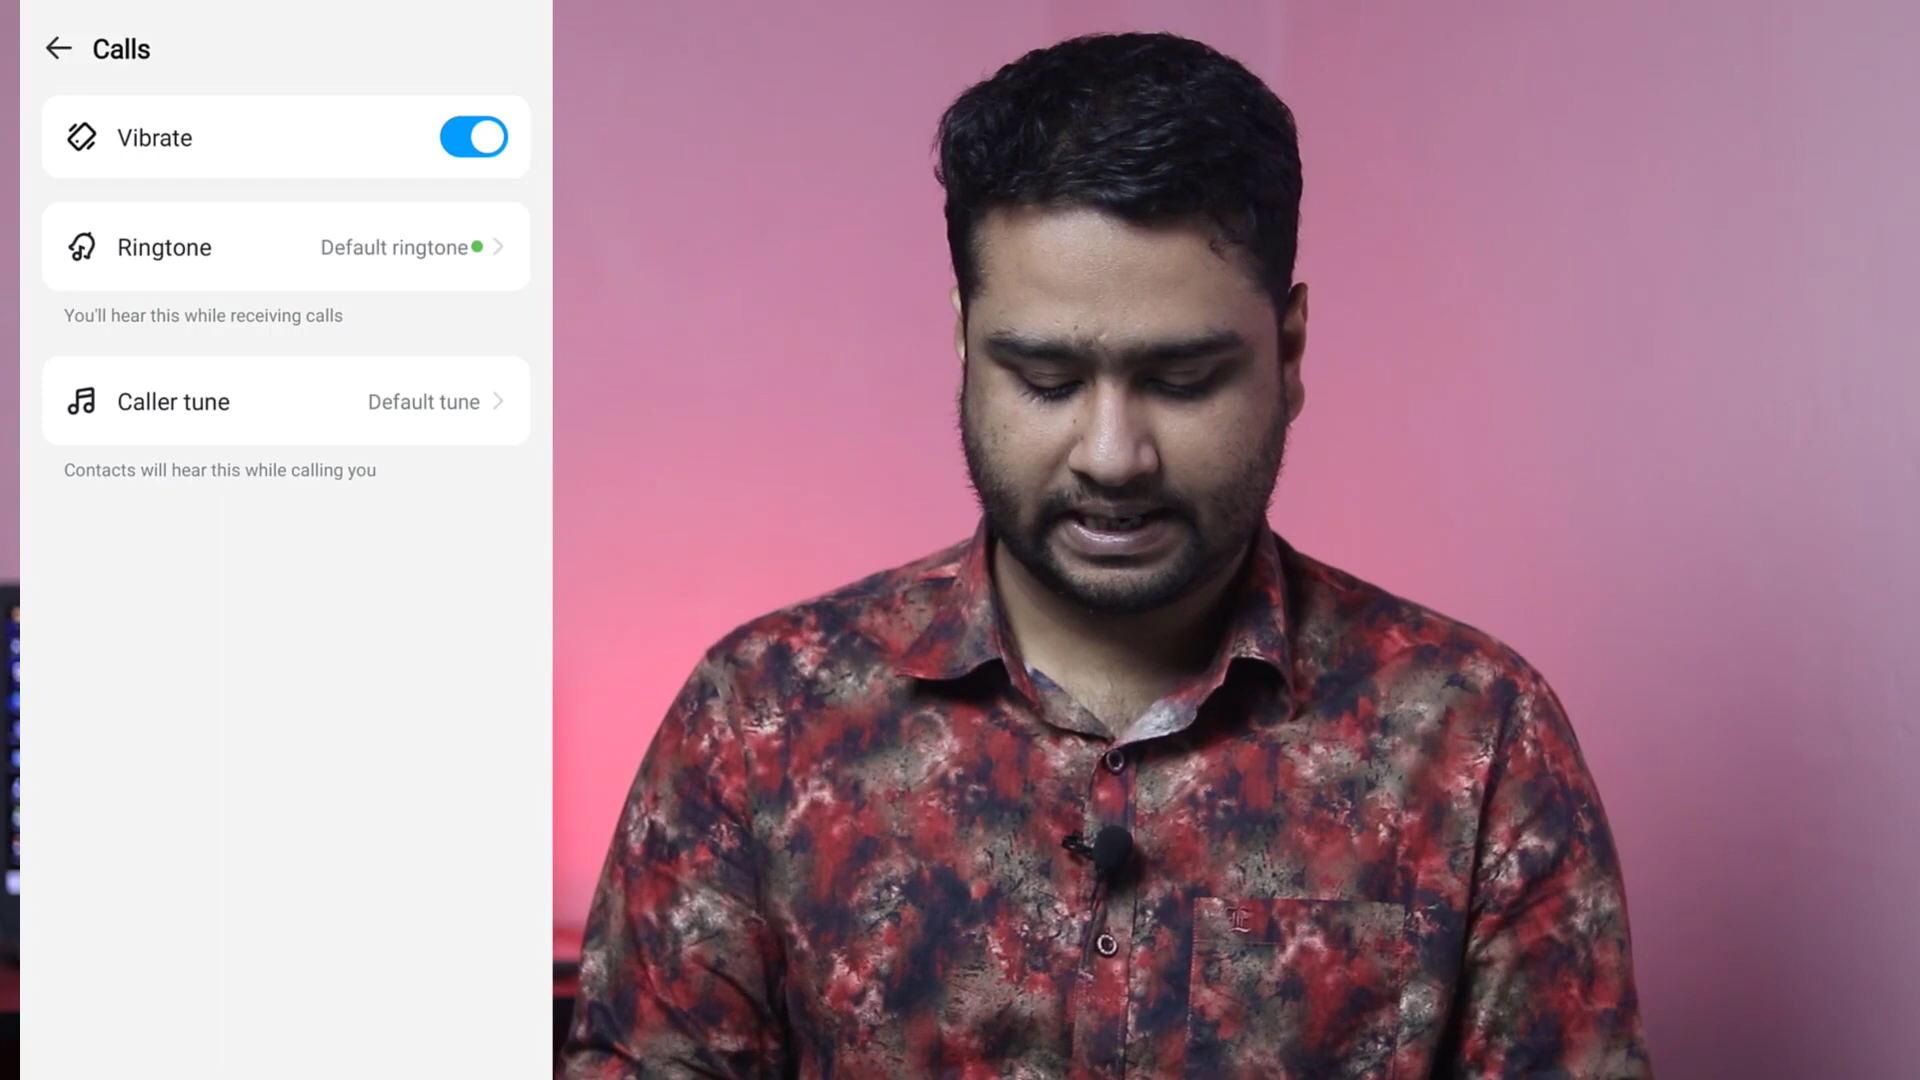 Calls
Vibrate
Ringtone Default ringtone
You'll hear this while receiving calls
Caller tune Default tune
Contacts will hear this while calling you
E